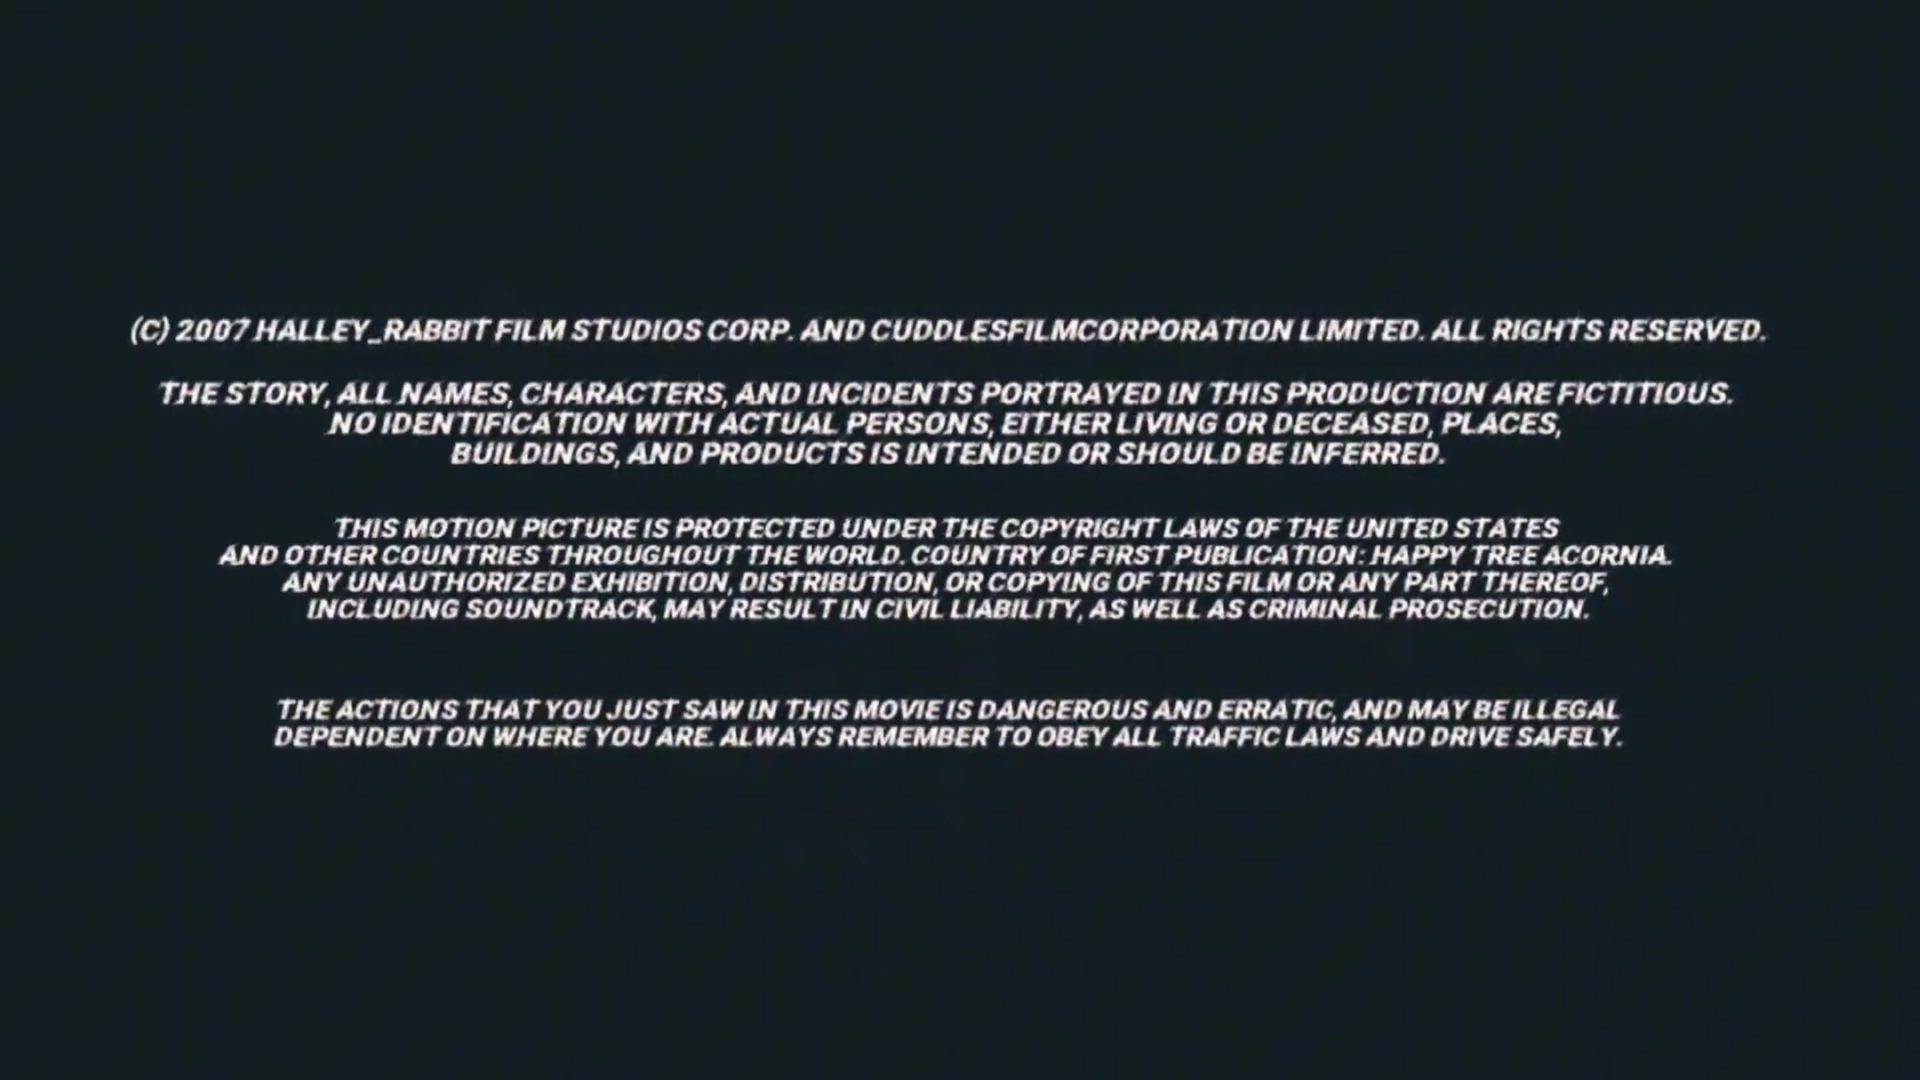 (C) 2007 HALLEY_RABBIT FILM STUDIOS CORP. AND CUDDLESFILMCORPORATION LIMITED. ALL RIGHTS RESERVED.
THE STORY, ALL NAMES, CHARACTERS, AND INCIDENTS PORTRAYED IN THIS PRODUCTION ARE FICTITIOUS.
NO IDENTIFICATION WITH ACTUAL PERSONS, EITHER LIVING OR DECEASED, PLACES,
BUILDINGS, AND PRODUCTS IS INTENDED OR SHOULD BE INFERRED.
THIS MOTION PICTURE IS PROTECTED UNDER THE COPYRIGHT LAWS OF THE UNITED STATES
AND OTHER COUNTRIES THROUGHOUT THE WORLD. COUNTRY OF FIRST PUBLICATION: HAPPY TREE ACORNIA.
ANY UNAUTHORIZED EXHIBITION, DISTRIBUTION, OR COPYING OF THIS FILM OR ANY PART THEREOF,
INCLUDING SOUNDTRACK, MAY RESULT IN CIVIL LIABILITY, AS WELL AS CRIMINAL PROSECUTION.
THE ACTIONS THAT YOU JUST SAW IN THIS MOVIE IS DANGEROUS AND ERRATIC, AND MAY BE ILLEGAL
DEPENDENT ON WHERE YOU ARE. ALWAYS REMEMBER TO OBEY ALL TRAFFIC LAWS AND DRIVE SAFELY.